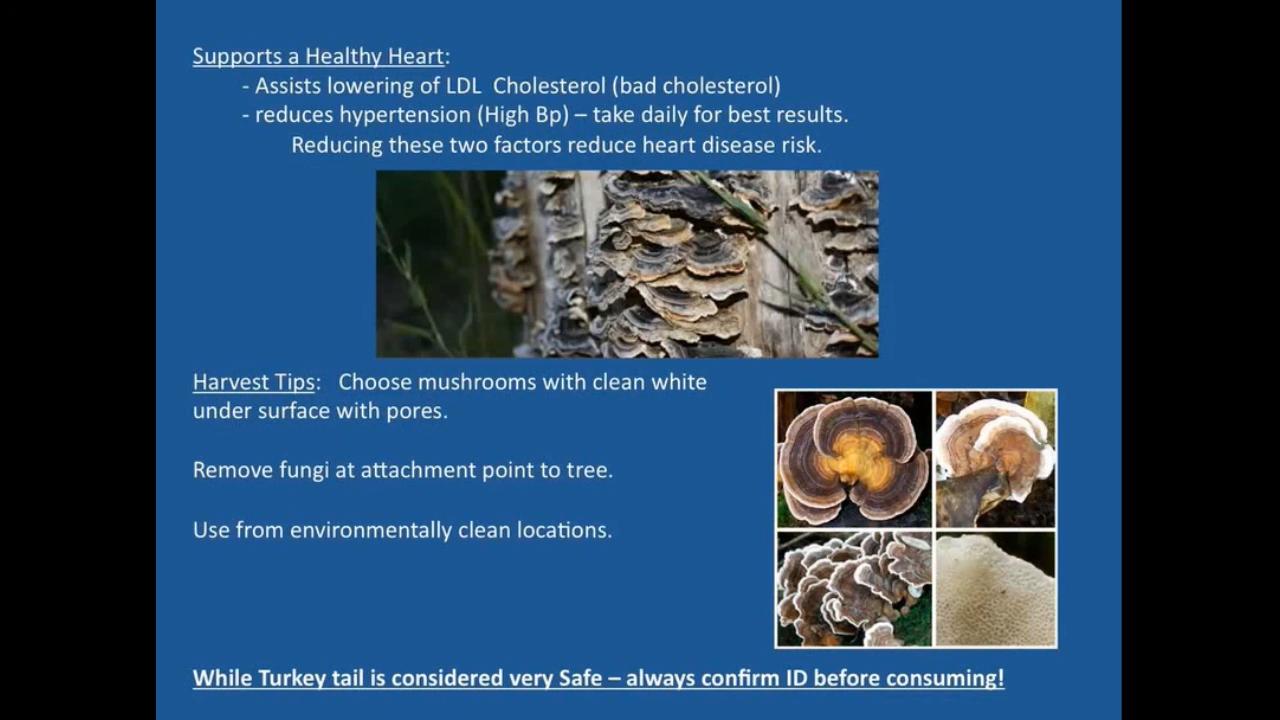 Supports a Healthy Heart:
- Assists lowering of LDL Cholesterol (bad cholesterol)
- reduces hypertension (High Bp) – take daily for best results.
Reducing these two factors reduce heart disease risk.
Harvest Tips: Choose mushrooms with clean white
under surface with pores.
Remove fungi at attachment point to tree.
Use from environmentally clean locations.
While Turkey tail is considered very Safe – always confirm ID before consuming!